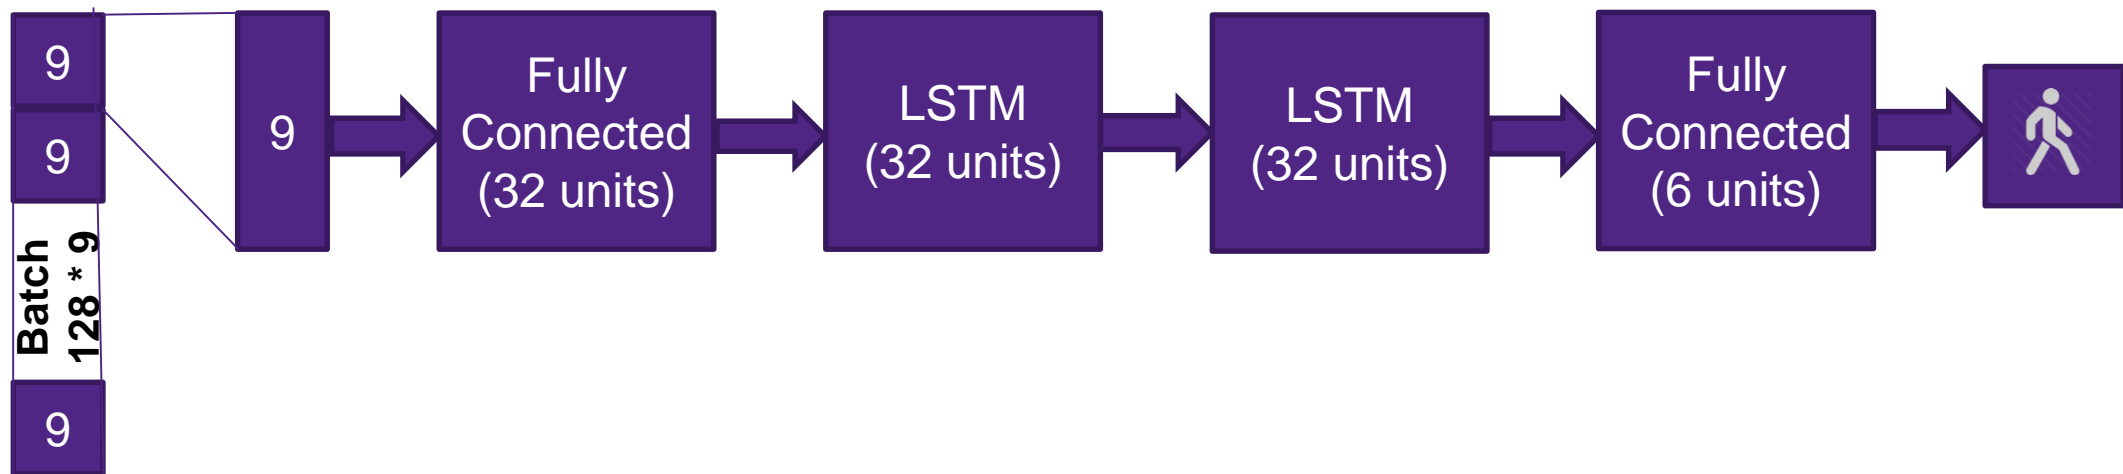 9
9
Batch
128 * 9
9
9
Fully
Connected
(32 units)
LSTM
(32 units)
LSTM
(32 units)
Fully
Connected
(6 units)